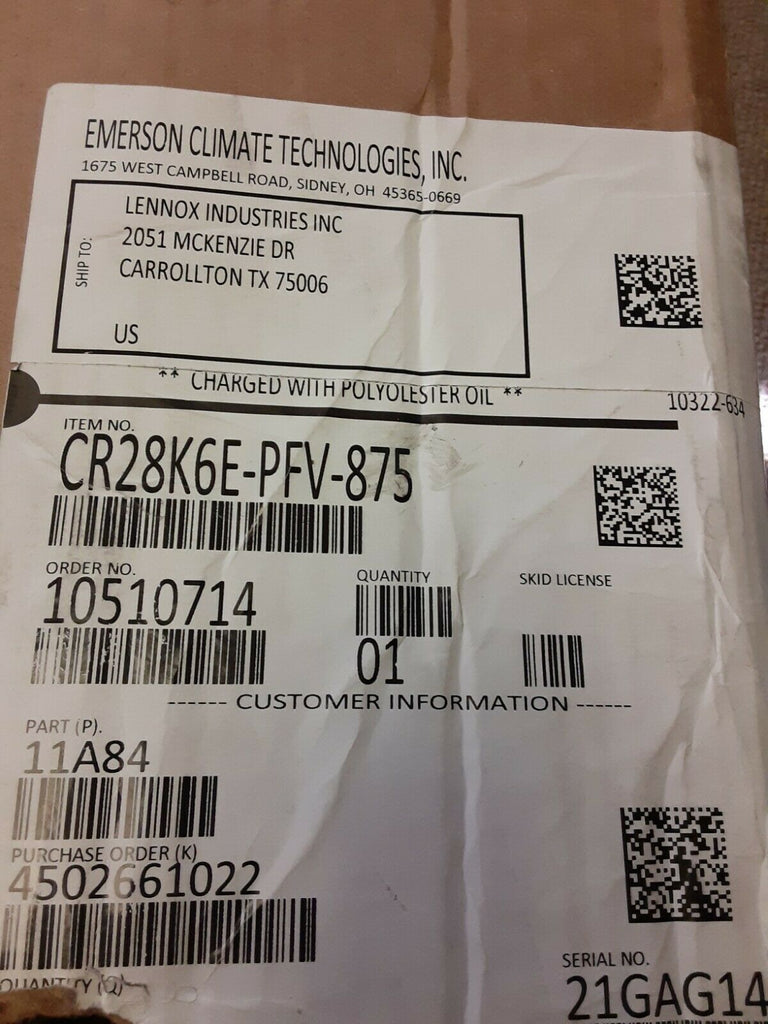 EMERSON CLIMATE TECHNOLOGIES, INC.
1675 WEST CAMPBELL ROAD, SIDNEY, OH 45365-0669
SHIP TO:
LENNOX INDUSTRIES INC
2051 MCKENZIE DR
CARROLLTON TX 75006
US
** CHARGED WITH POLYOLESTER OIL **
10322-634
ITEM NO.
CR28K6E-PFV-875
ORDER NO.
10510714
QUANTITY
01
SKID LICENSE
------ CUSTOMER INFORMATION ------
PART (P).
11A84
PURCHASE ORDER (K)
4502661022
QUANTITY (Q)
SERIAL NO.
21GAG14